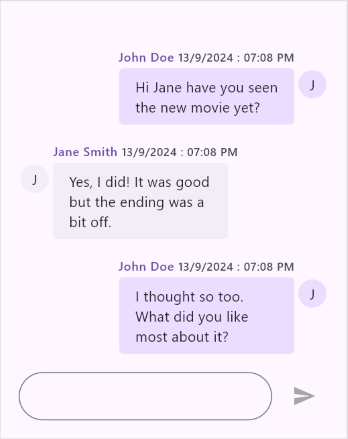 John Doe 13/9/2024 : 07:08 PM
Hi Jane have you seen
the new movie yet?
J
Jane Smith 13/9/2024 : 07:08 PM
J
Yes, I did! It was good
but the ending was a
bit off.
John Doe 13/9/2024 : 07:08 PM
I thought so too.
What did you like
most about it?
J